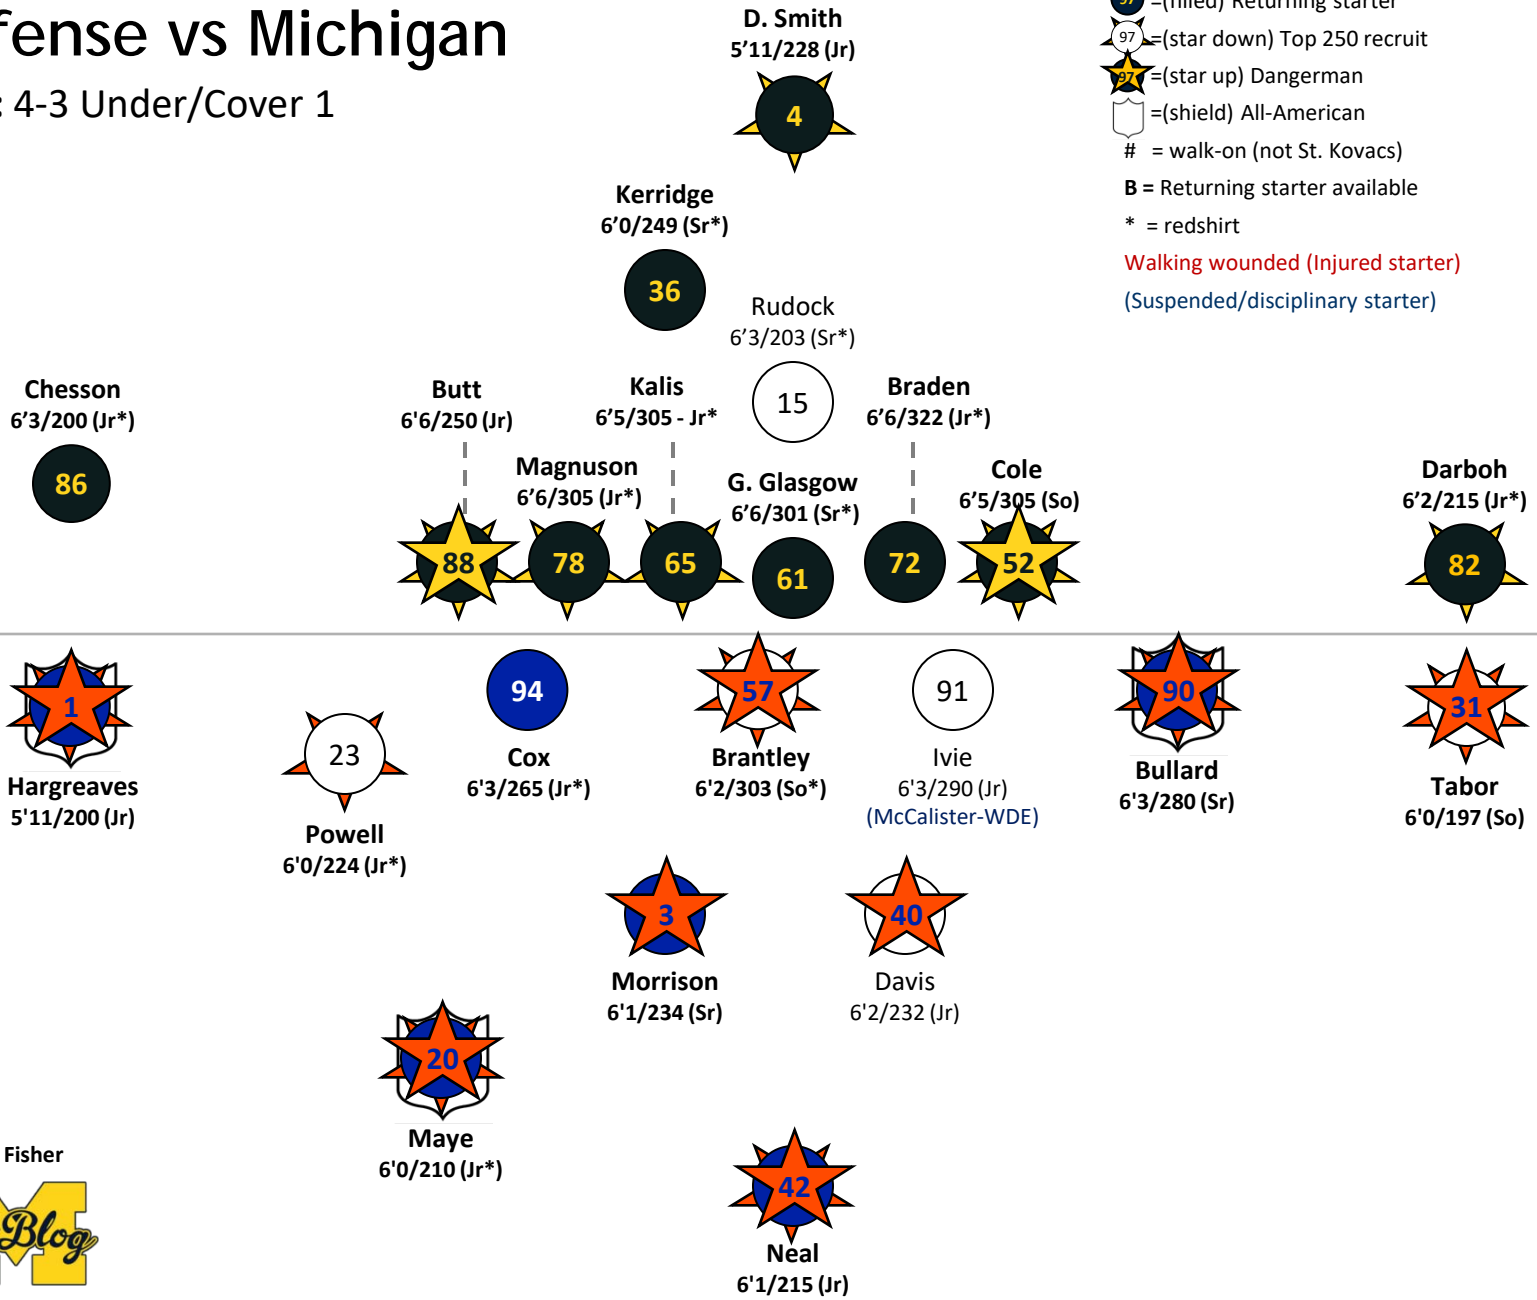 fense vs Michigan
: 4-3 Under/Cover 1
97 =(filled) Returning starter
97 =(star down) Top 250 recruit
97 =(star up) Dangerman
=(shield) All-American
# = walk-on (not St. Kovacs)
B = Returning starter available
* = redshirt
Walking wounded (Injured starter)
(Suspended/disciplinary starter)
D. Smith
5'11/228 (Jr)
4
Kerridge
6'0/249 (Sr*)
36
Rudock
6'3/203 (Sr*)
15
Chesson
6'3/200 (Jr*)
86
Butt
6'6/250 (Jr)
88
Magnuson
6'6/305 (Jr*)
78
Kalis
6'5/305 - Jr*
65
G. Glasgow
6'6/301 (Sr*)
61
Braden
6'6/322 (Jr*)
72
Cole
6'5/305 (So)
52
Darboh
6'2/215 (Jr*)
82
1
Hargreaves
5'11/200 (Jr)
23
Powell
6'0/224 (Jr*)
94
Cox
6'3/265 (Jr*)
57
Brantley
6'2/303 (So*)
91
Ivie
6'3/290 (Jr)
(McCalister-WDE)
90
Bullard
6'3/280 (Sr)
31
Tabor
6'0/197 (So)
3
Morrison
6'1/234 (Sr)
40
Davis
6'2/232 (Jr)
20
Maye
6'0/210 (Jr*)
42
Neal
6'1/215 (Jr)
Fisher
Blog